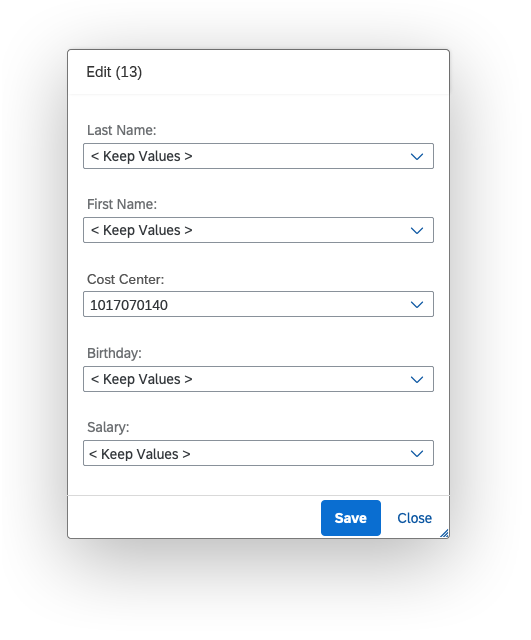 Edit (13)
Last Name:
< Keep Values >
First Name:
< Keep Values >
Cost Center:
1017070140
Birthday:
< Keep Values >
Salary:
< Keep Values >
Save Close